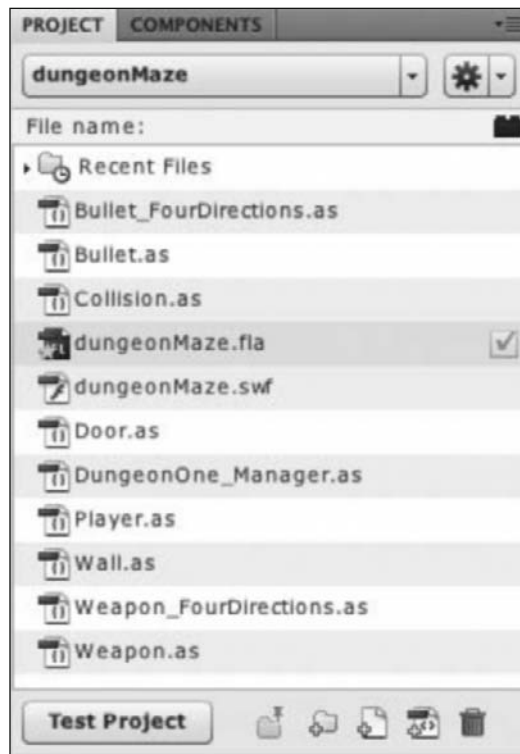 PROJECT COMPONENTS
dungeonMaze
File name:
Recent Files
Bullet_FourDirections.as
Bullet.as
Collision.as
dungeonMaze.fla
dungeonMaze.swf
Door.as
DungeonOne_Manager.as
Player.as
Wall.as
Weapon_FourDirections.as
Weapon.as
Test Project